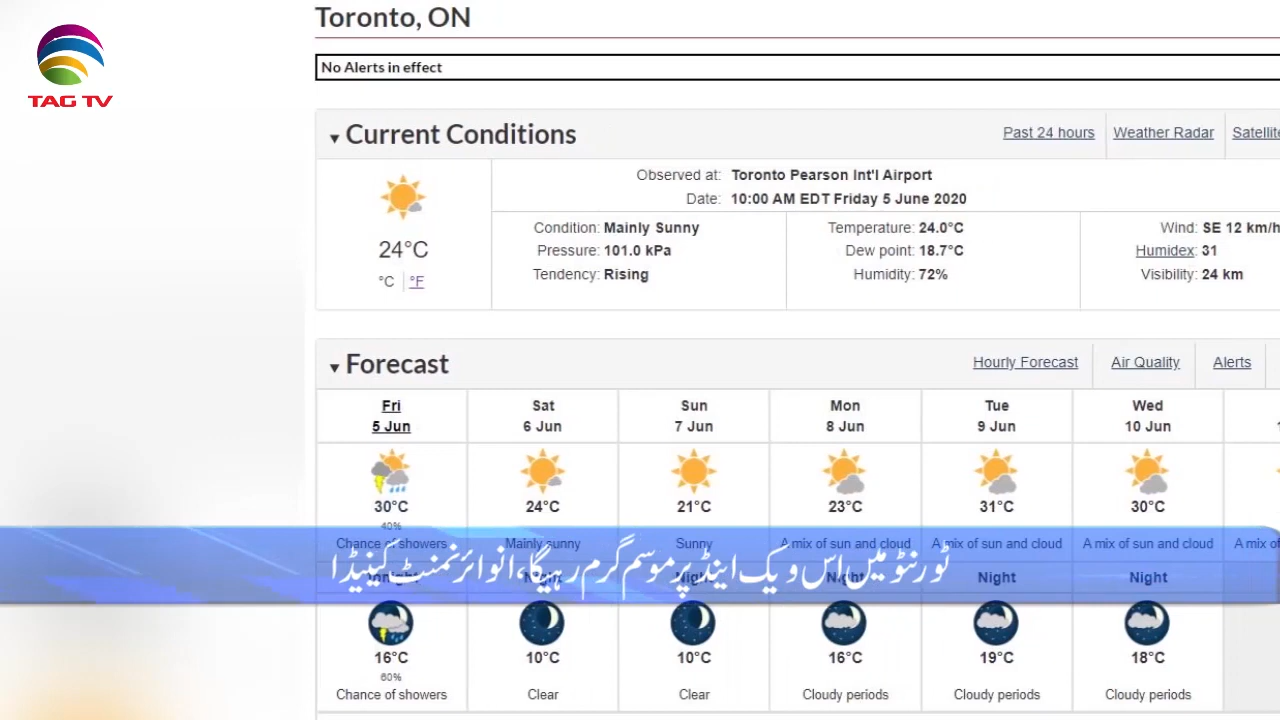 Toronto, ON
TAG TV
No Alerts in effect
Current Conditions
Past 24 hours
Weather Radar
Satellite
Observed at: Toronto Pearson Int'l Airport
Date: 10:00 AM EDT Friday 5 June 2020
24°C
°C °F
Condition: Mainly Sunny
Pressure: 101.0 kPa
Tendency: Rising
Temperature: 24.0°C
Dew point: 18.7°C
Humidity: 72%
Wind: SE 12 km/h
Humidex: 31
Visibility: 24 km
Forecast
Hourly Forecast
Air Quality
Alerts
Fri Sat Sun Mon Tue Wed
5 Jun 6 Jun 7 Jun 8 Jun 9 Jun 10 Jun
30°C 24°C 21°C 23°C 31°C 30°C
40%
Chance of showers Mainly sunny Sunny A mix of sun and cloud A mix of sun and cloud A mix of sun and cloud A mix of
ٹورنٹو میں اس ویک اینڈ پر موسم گرم رہیگا، انوائرنمنٹ کینیڈا
Tonight Night Night Night Night Night
16°C 10°C 10°C 16°C 19°C 18°C
60%
Chance of showers Clear Clear Cloudy periods Cloudy periods Cloudy periods